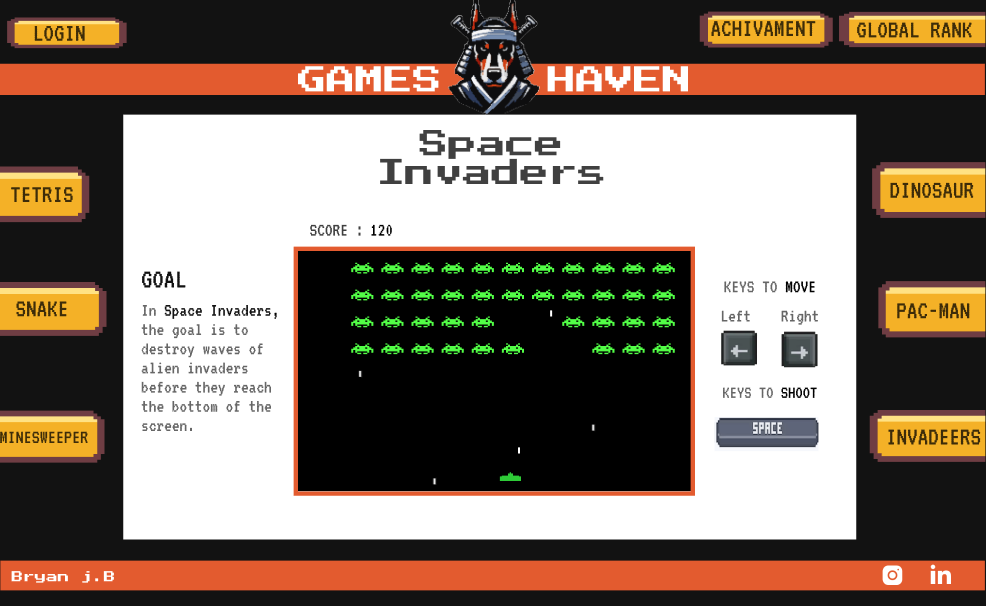 LOGIN
ACHIVAMENT
GLOBAL RANK
GAMES HAVEN
Space
Invaders
TETRIS
DINOSAUR
SCORE : 120
GOAL
In Space Invaders,
the goal is to
destroy waves of
alien invaders
before they reach
the bottom of the
screen.
KEYS TO MOVE
Left Right
← →
KEYS TO SHOOT
SPACE
SNAKE
PAC-MAN
MINESWEEPER
INVADEERS
Bryan j.B
in